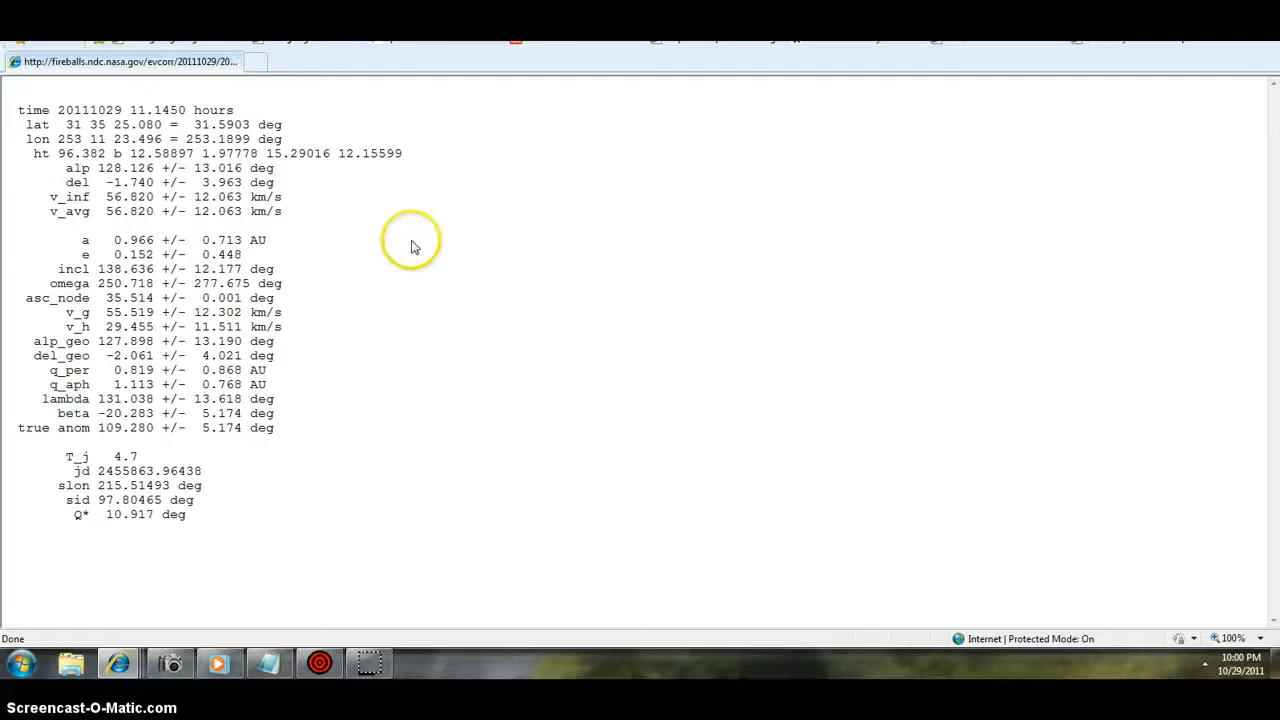 http://fireballs.ndc.nasa.gov/evcorr/20111029/20...
time 20111029 11.1450 hours
lat 31 35 25.080 = 31.5903 deg
lon 253 11 23.496 = 253.1899 deg
ht 96.382 b 12.58897 1.97778 15.29016 12.15599
alp 128.126 +/- 13.016 deg
del -1.740 +/- 3.963 deg
v_inf 56.820 +/- 12.063 km/s
v_avg 56.820 +/- 12.063 km/s
a 0.966 +/- 0.713 AU
e 0.152 +/- 0.448
incl 138.636 +/- 12.177 deg
omega 250.718 +/- 277.675 deg
asc_node 35.514 +/- 0.001 deg
v_g 55.519 +/- 12.302 km/s
v_h 29.455 +/- 11.511 km/s
alp_geo 127.898 +/- 13.190 deg
del_geo -2.061 +/- 4.021 deg
q_per 0.819 +/- 0.868 AU
q_aph 1.113 +/- 0.768 AU
lambda 131.038 +/- 13.618 deg
beta -20.283 +/- 5.174 deg
true anom 109.280 +/- 5.174 deg
T_j 4.7
jd 2455863.96438
slon 215.51493 deg
sid 97.80465 deg
Q* 10.917 deg
Done
Internet | Protected Mode: On
100%
10:00 PM
10/29/2011
Screencast-O-Matic.com